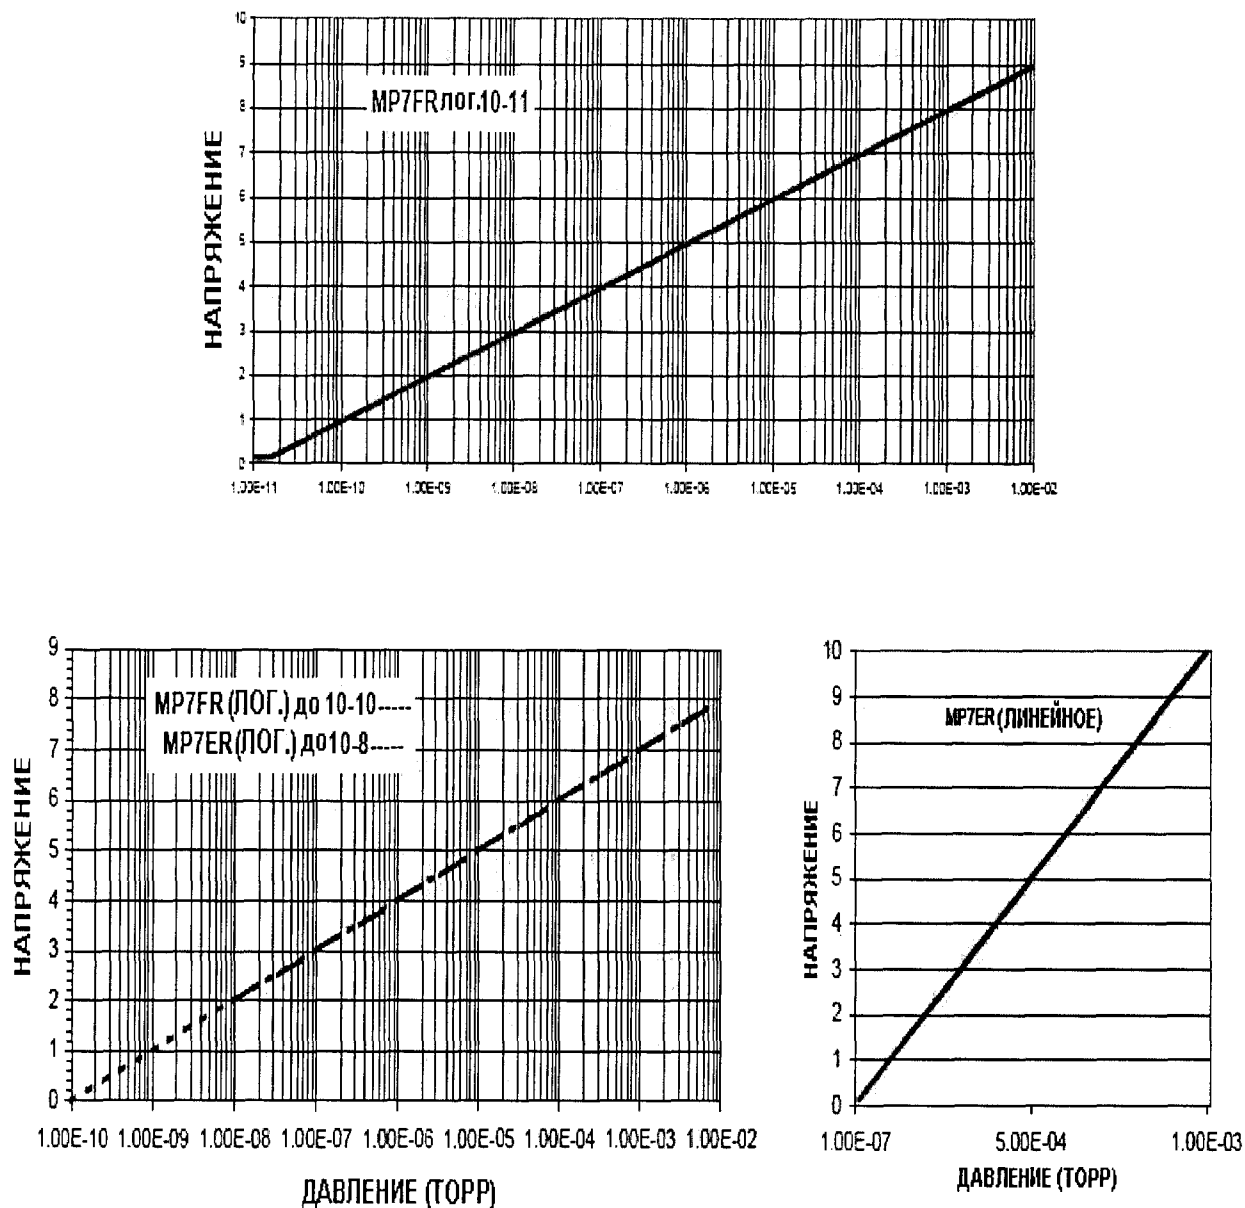 10
9
MP7FR лог.10-11
8
7
6
5
4
3
2
1
0
НАПРЯЖЕНИЕ
1.00E-11 1.00E-10 1.00E-09 1.00E-08 1.00E-07 1.00E-06 1.00E-05 1.00E-04 1.00E-03 1.00E-02
9
8
7
6
5
4
3
2
1
0
MP7FR (ЛОГ.) до 10-10-----
MP7ER(ЛОГ.) до10-8-----
НАПРЯЖЕНИЕ
1.00E-10 1.00E-09 1.00E-08 1.00E-07 1.00E-06 1.00E-05 1.00E-04 1.00E-03 1.00E-02
ДАВЛЕНИЕ (ТОРР)
10
9
8
7
6
5
4
3
2
1
0
MP7ER (ЛИНЕЙНОЕ)
НАПРЯЖЕНИЕ
1.00E-07 5.00E-04 1.00E-03
ДАВЛЕНИЕ (ТОРР)